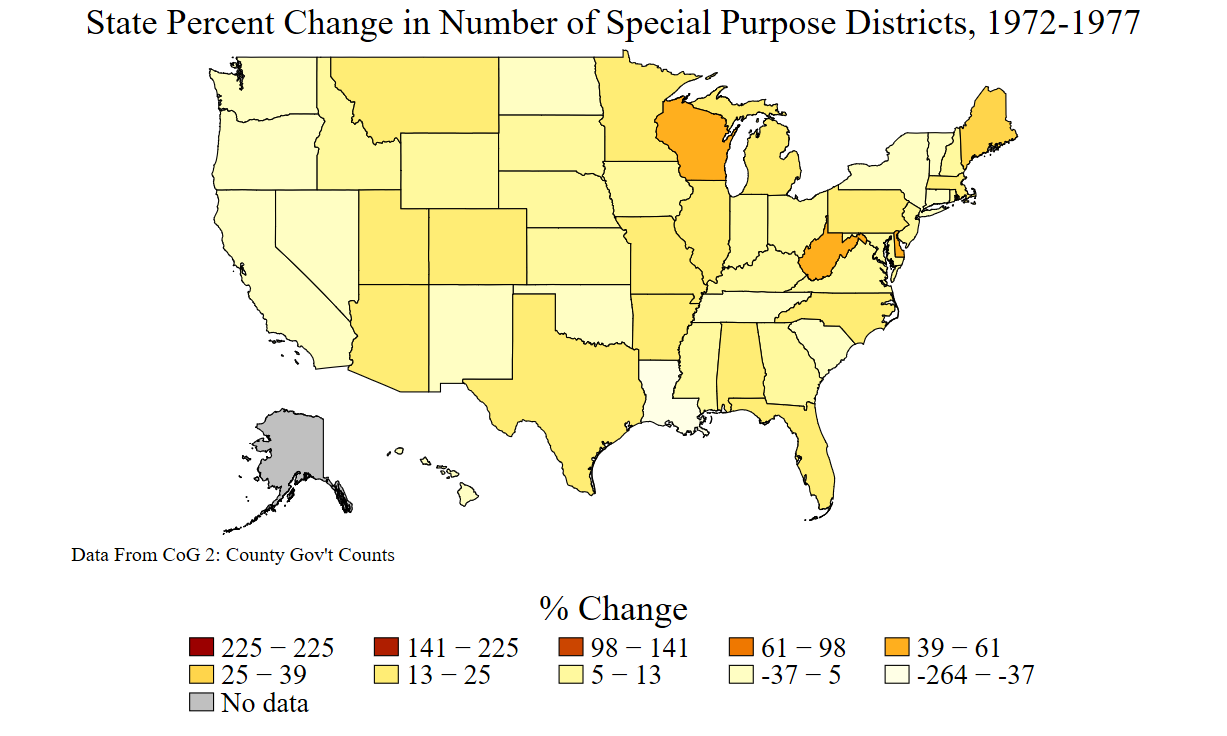 State Percent Change in Number of Special Purpose Districts, 1972-1977
Data From CoG 2: County Gov't Counts
% Change
225 − 225 141 − 225 98 − 141 61 − 98 39 − 61
25 − 39 13 − 25 5 − 13 -37 − 5 -264 − -37
No data